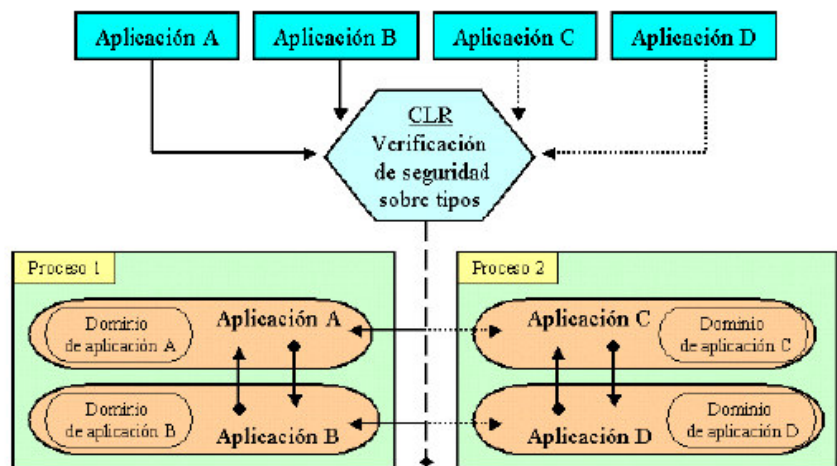 Aplicación A
Aplicación B
Aplicación C
Aplicación D
CLR
Verificación
de seguridad
sobre tipos
Proceso 1
Dominio
de aplicación A
Aplicación A
Dominio
de aplicación B
Aplicación B
Proceso 2
Aplicación C
Dominio
de aplicación C
Aplicación D
Dominio
de aplicación D